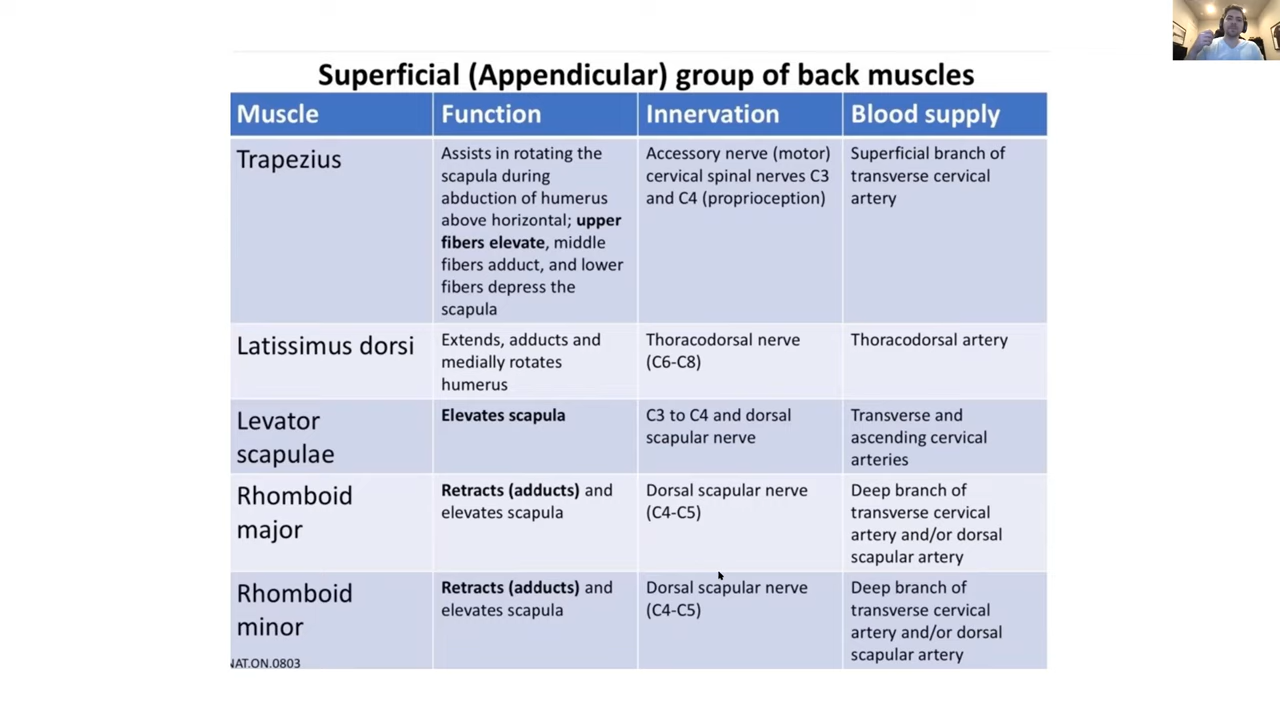 Superficial (Appendicular) group of back muscles
Muscle
Function
Innervation
Blood supply
Trapezius
Assists in rotating the
scapula during
abduction of humerus
above horizontal; upper
fibers elevate, middle
fibers adduct, and lower
fibers depress the
scapula
Accessory nerve (motor)
cervical spinal nerves C3
and C4 (proprioception)
Superficial branch of
transverse cervical
artery
Latissimus dorsi
Extends, adducts and
medially rotates
humerus
Thoracodorsal nerve
(C6-C8)
Thoracodorsal artery
Levator
scapulae
Elevates scapula
C3 to C4 and dorsal
scapular nerve
Transverse and
ascending cervical
arteries
Rhomboid
major
Retracts (adducts) and
elevates scapula
Dorsal scapular nerve
(C4-C5)
Deep branch of
transverse cervical
artery and/or dorsal
scapular artery
Rhomboid
minor
Retracts (adducts) and
elevates scapula
Dorsal scapular nerve
(C4-C5)
Deep branch of
transverse cervical
artery and/or dorsal
scapular artery
NAT.ON.0803